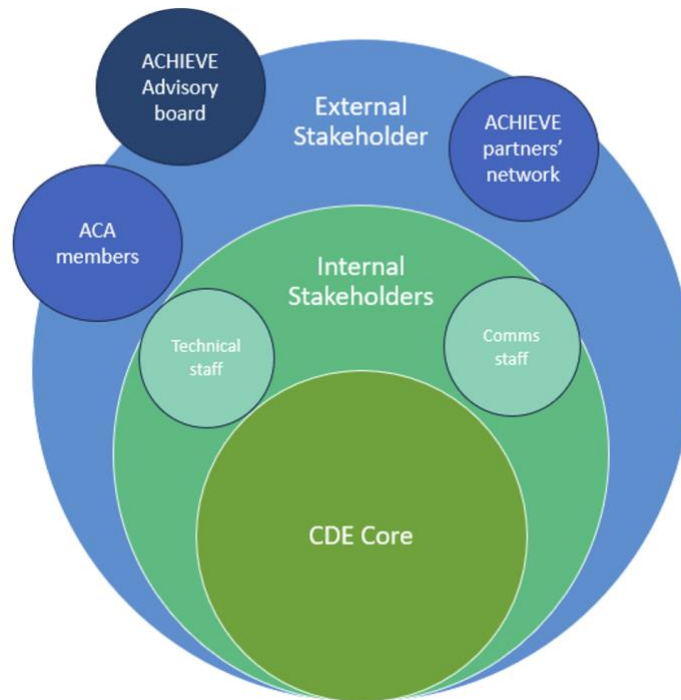 ACHIEVE
Advisory
board
External
Stakeholder
ACHIEVE
partners’
network
ACA
members
Internal
Stakeholders
Technical
staff
Comms
staff
CDE Core